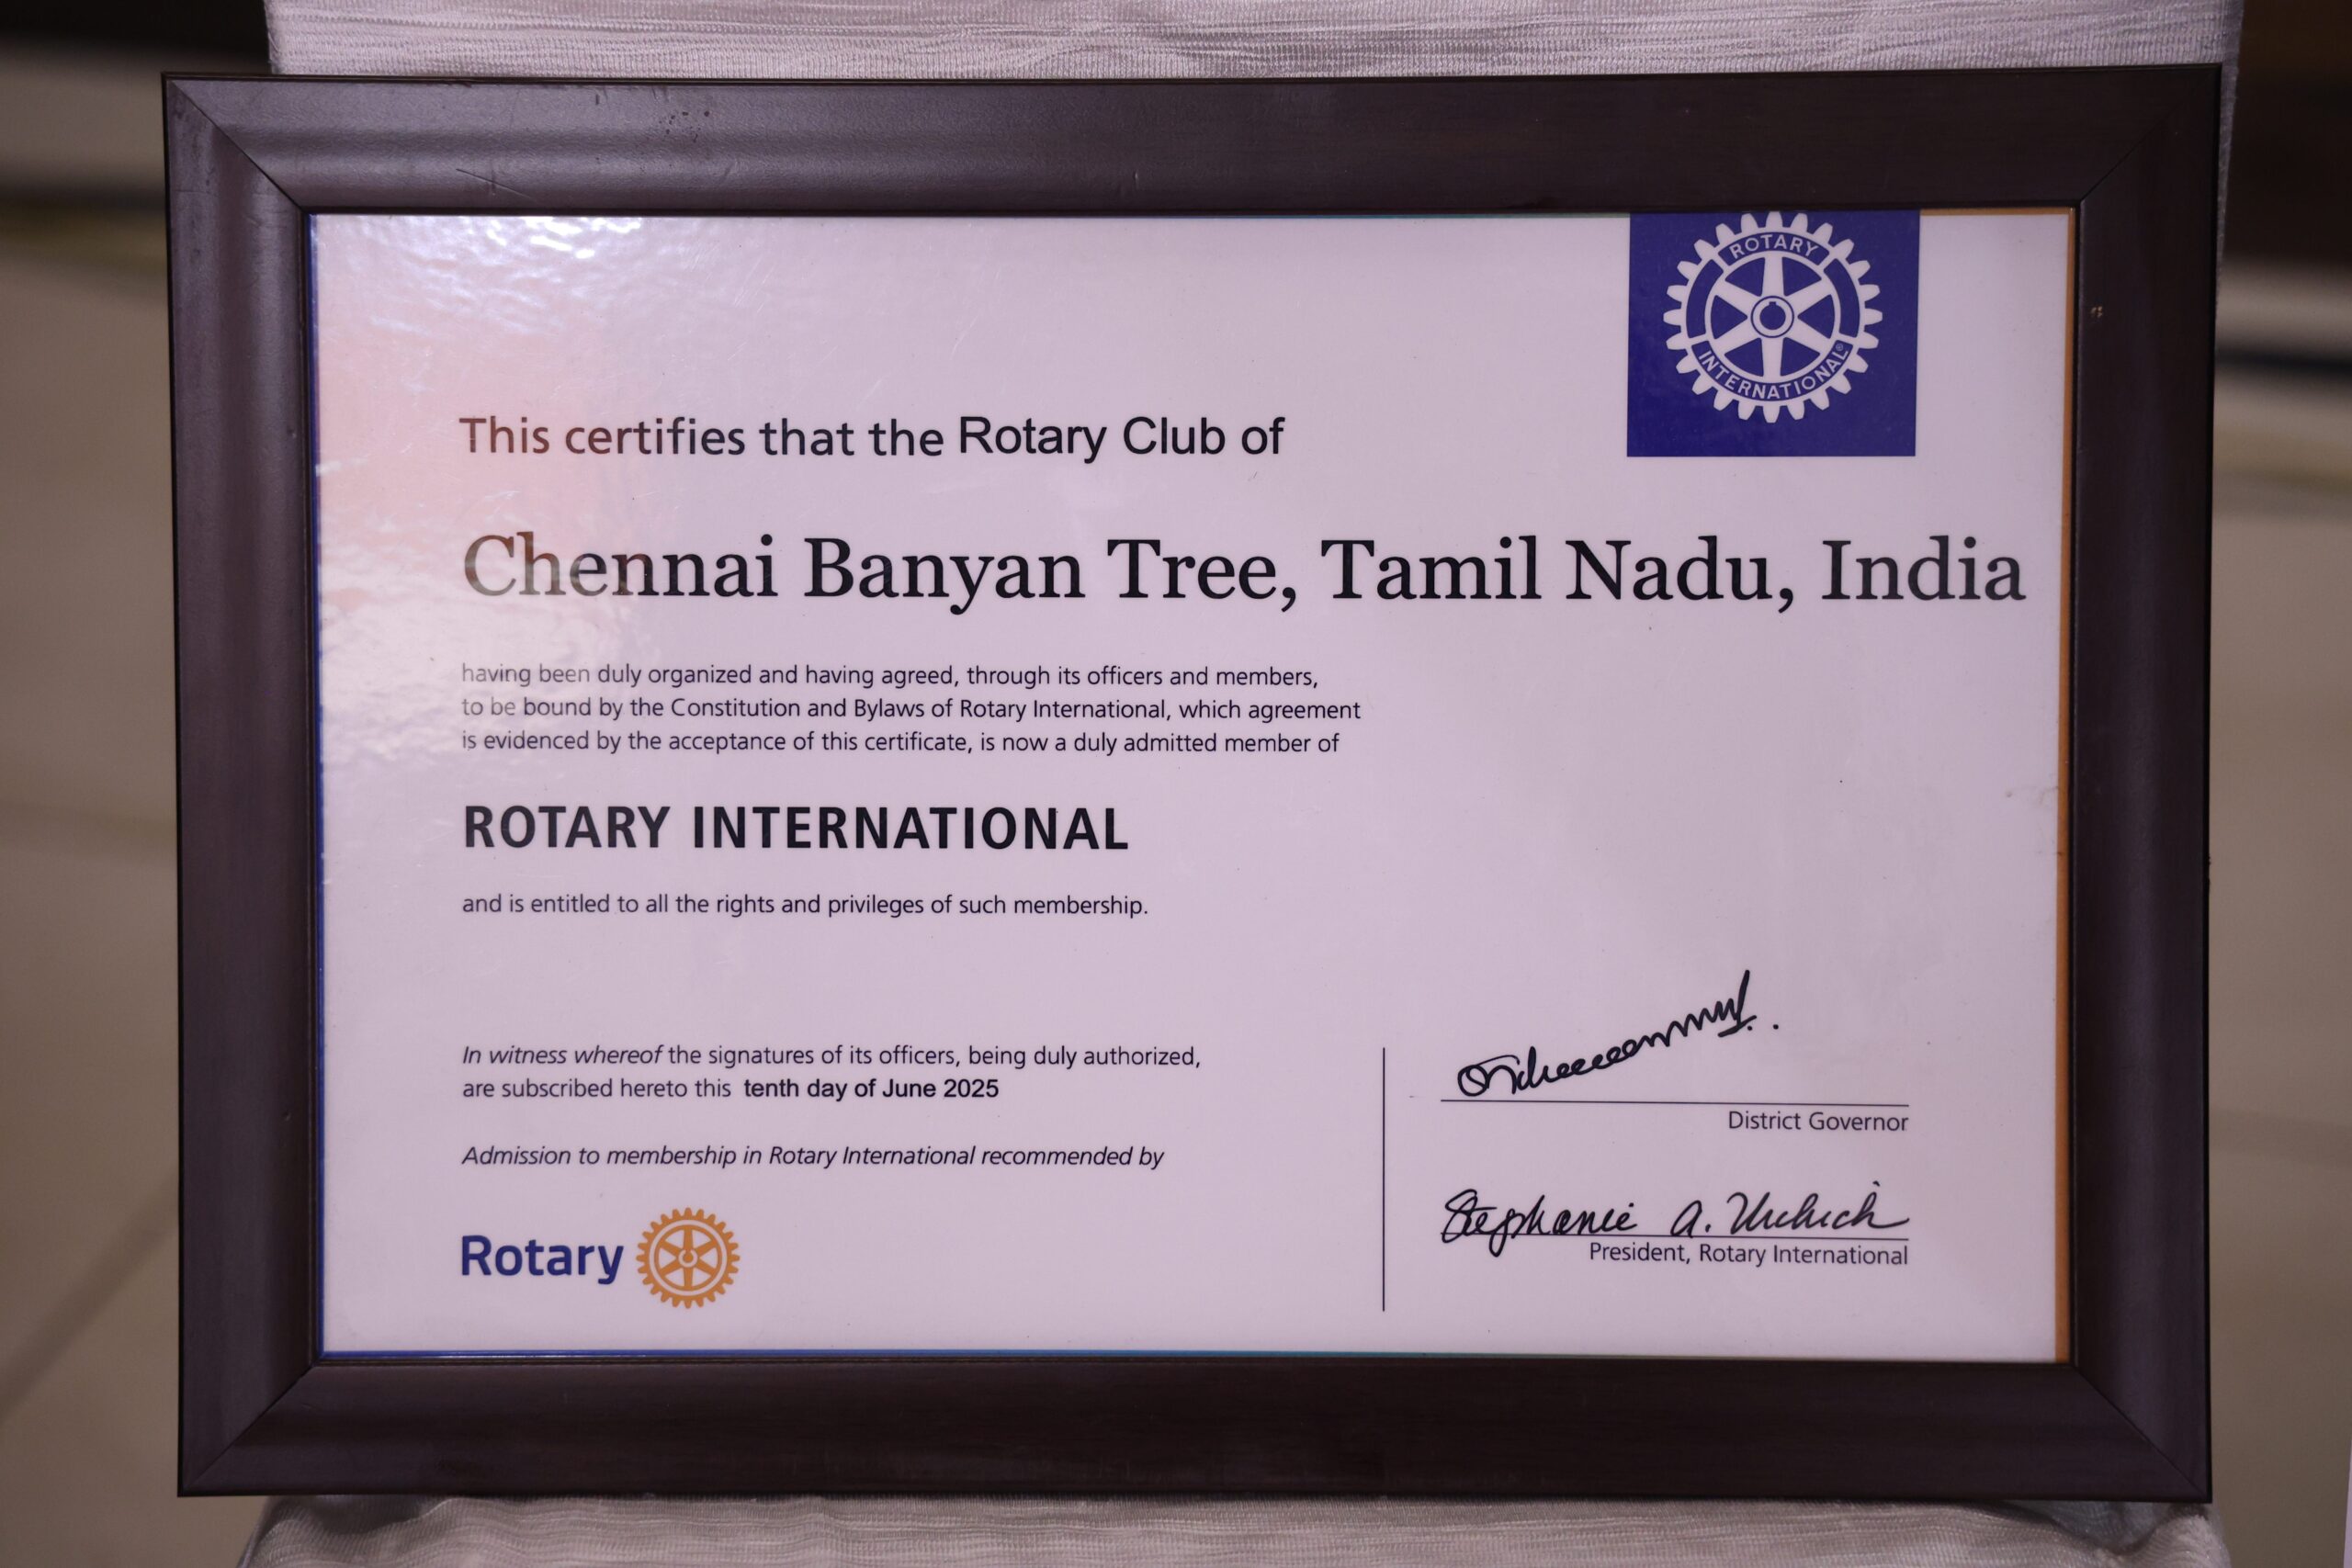 ROTARY
INTERNATIONAL®
This certifies that the Rotary Club of
Chennai Banyan Tree, Tamil Nadu, India
having been duly organized and having agreed, through its officers and members,
to be bound by the Constitution and Bylaws of Rotary International, which agreement
is evidenced by the acceptance of this certificate, is now a duly admitted member of
ROTARY INTERNATIONAL
and is entitled to all the rights and privileges of such membership.
In witness whereof the signatures of its officers, being duly authorized,
are subscribed hereto this tenth day of June 2025
Admission to membership in Rotary International recommended by
Rotary
District Governor
Stephanie A. Urchick
President, Rotary International